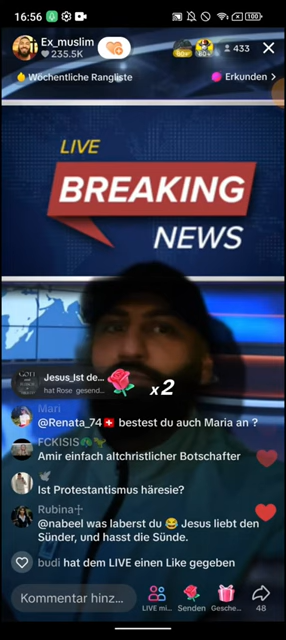 16:56
100
Ex_muslim
235.5K
433
Wöchentliche Rangliste
Erkunden >
LIVE
BREAKING
NEWS
Jesus_Ist de...
hat Rose gesend...
x2
Mari
@Renata_74🇨🇭 bestest du auch Maria an ?
FCKISIS
Amir einfach altchristlicher Botschafter
🕊
Ist Protestantismus häresie?
Rubina✝
@nabeel was laberst du 😂 Jesus liebt den
Sünder, und hasst die Sünde.
budi hat dem LIVE einen Like gegeben
Kommentar hinz...
LIVE mi...
Senden
Gesche...
48